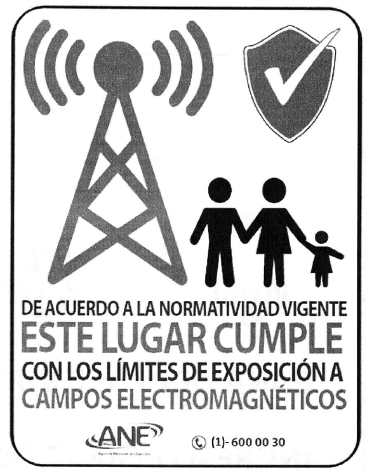 DE ACUERDO A LA NORMATIVIDAD VIGENTE
ESTE LUGAR CUMPLE
CON LOS LÍMITES DE EXPOSICIÓN A
CAMPOS ELECTROMAGNÉTICOS
ANE
(1)- 600 00 30